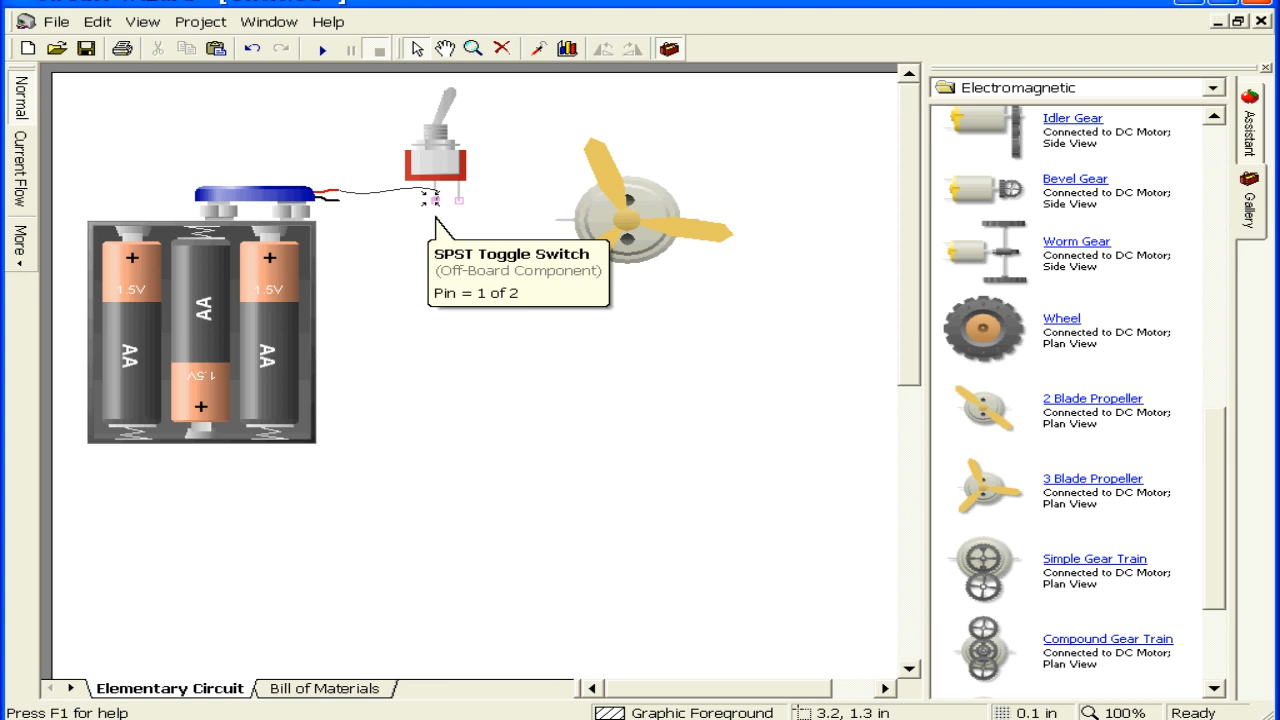 File Edit View Project Window Help
Normal
Current Flow
More
Electromagnetic
Assistant
Gallery
Idler Gear
Connected to DC Motor;
Side View
Bevel Gear
Connected to DC Motor;
Side View
Worm Gear
Connected to DC Motor;
Side View
Wheel
Connected to DC Motor;
Plan View
2 Blade Propeller
Connected to DC Motor;
Plan View
3 Blade Propeller
Connected to DC Motor;
Plan View
Simple Gear Train
Connected to DC Motor;
Plan View
Compound Gear Train
Connected to DC Motor;
Plan View
SPST Toggle Switch
(Off-Board Component)
Pin = 1 of 2
+
1.5V
AA
AA
1.5V
+
+
1.5V
AA
Elementary Circuit Bill of Materials
Press F1 for help Graphic Foreground 3.2, 1.3 in 0.1 in 100% Ready